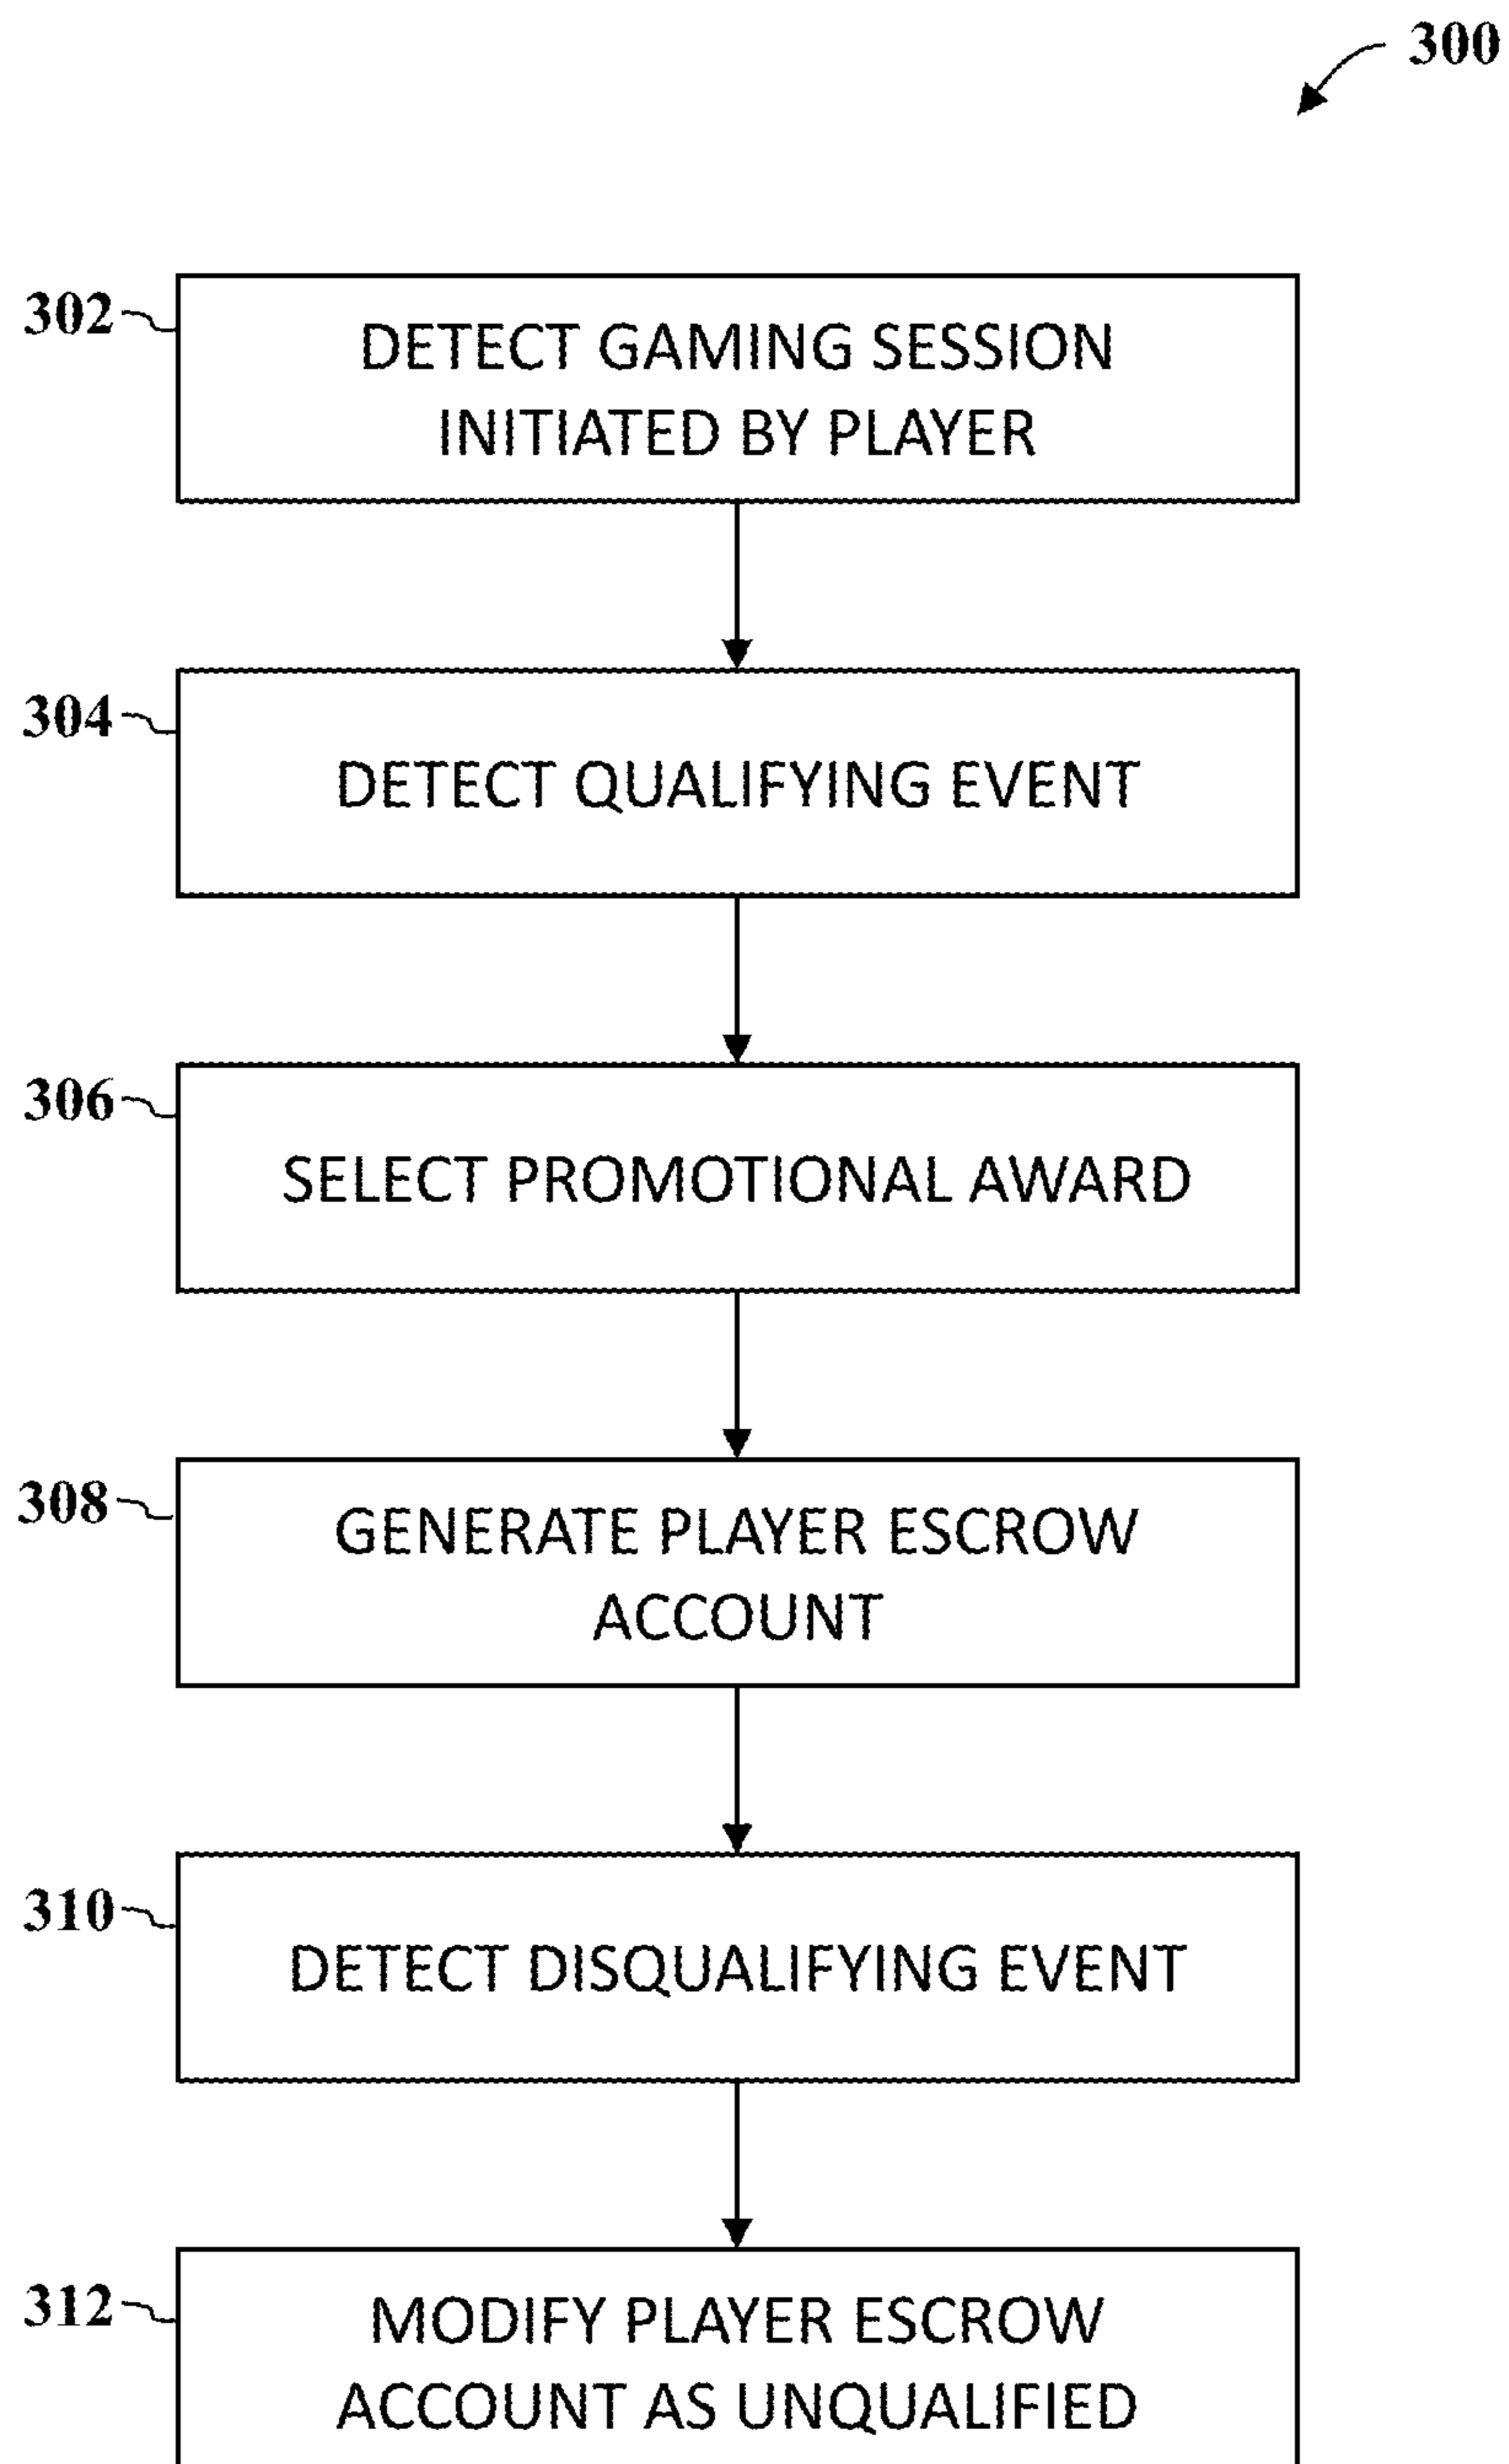 300
302
DETECT GAMING SESSION
INITIATED BY PLAYER
304
DETECT QUALIFYING EVENT
306
SELECT PROMOTIONAL AWARD
308
GENERATE PLAYER ESCROW
ACCOUNT
310
DETECT DISQUALIFYING EVENT
312
MODIFY PLAYER ESCROW
ACCOUNT AS UNQUALIFIED